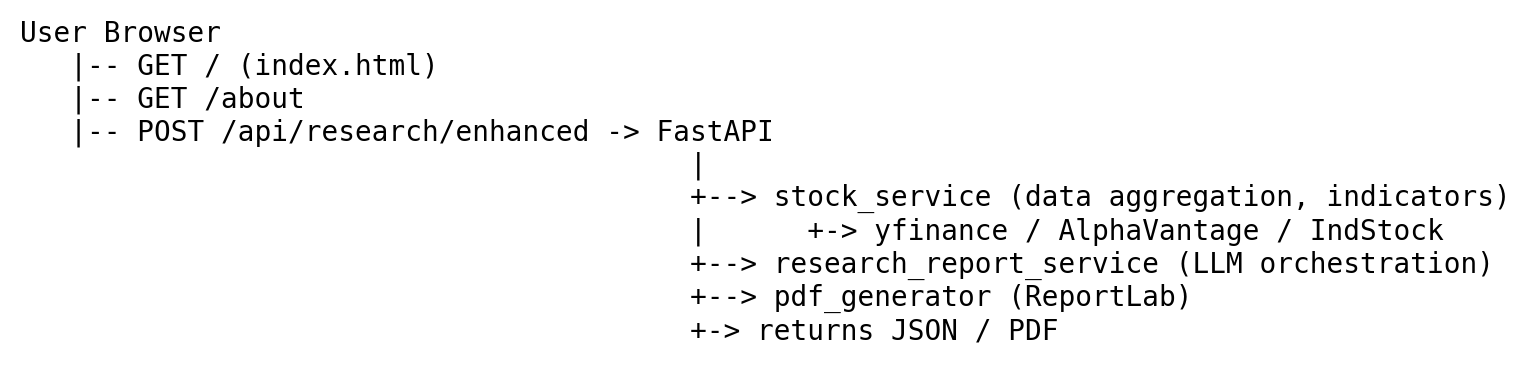 User Browser
   |-- GET / (index.html)
   |-- GET /about
   |-- POST /api/research/enhanced -> FastAPI
                                        |
                                        +--> stock_service (data aggregation, indicators)
                                        |      +-> yfinance / AlphaVantage / IndStock
                                        +--> research_report_service (LLM orchestration)
                                        +--> pdf_generator (ReportLab)
                                        +-> returns JSON / PDF